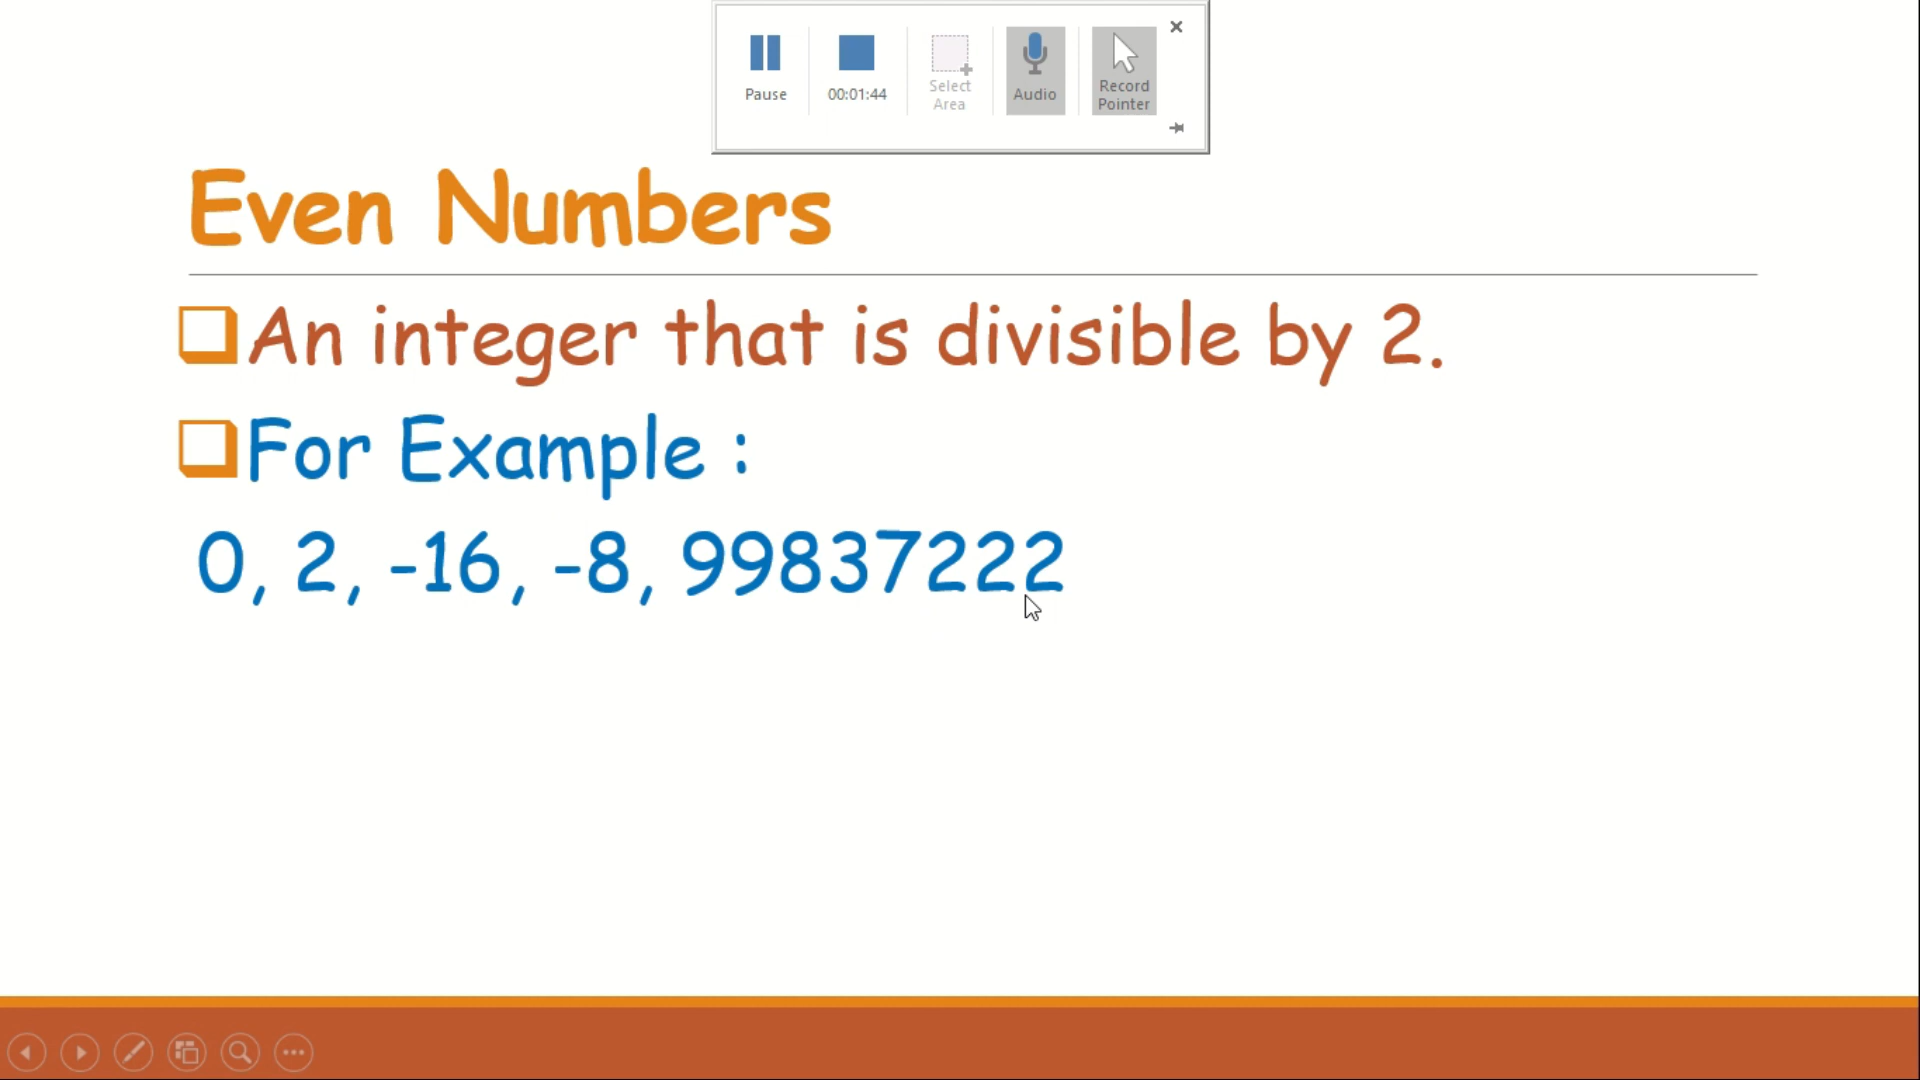 Pause
00:01:44
Select
Area
Audio
Record
Pointer
Even Numbers
An integer that is divisible by 2.
For Example :
0, 2, -16, -8, 99837222